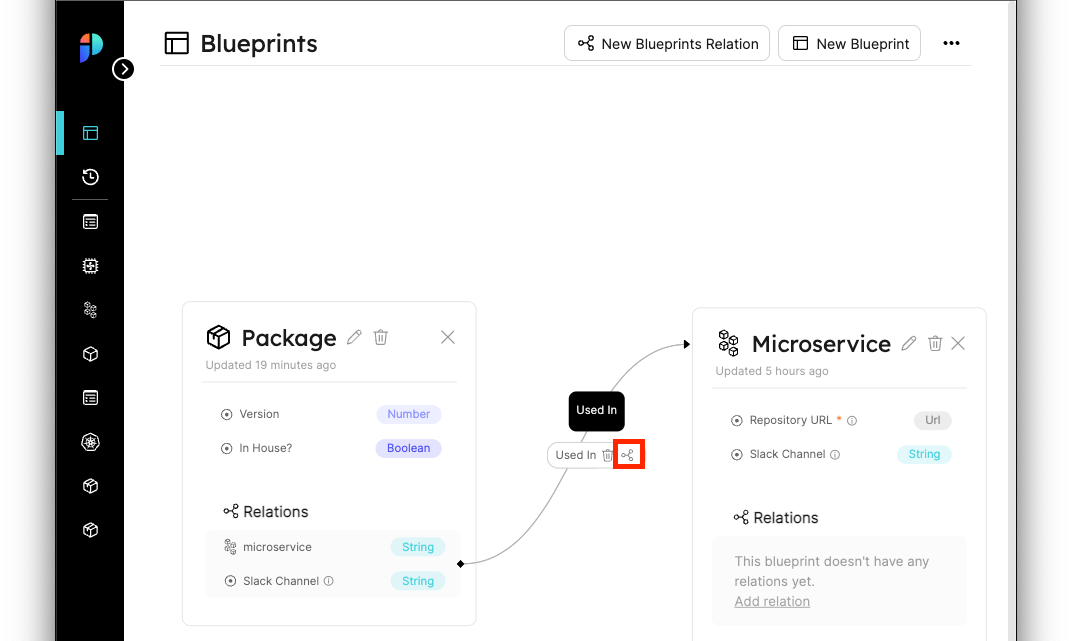 Blueprints
New Blueprints Relation
New Blueprint
Package
Updated 19 minutes ago
Version
Number
In House?
Boolean
Relations
microservice
String
Slack Channel
String
Used In
Used In
Microservice
Updated 5 hours ago
Repository URL *
Url
Slack Channel
String
Relations
This blueprint doesn't have any
relations yet.
Add relation